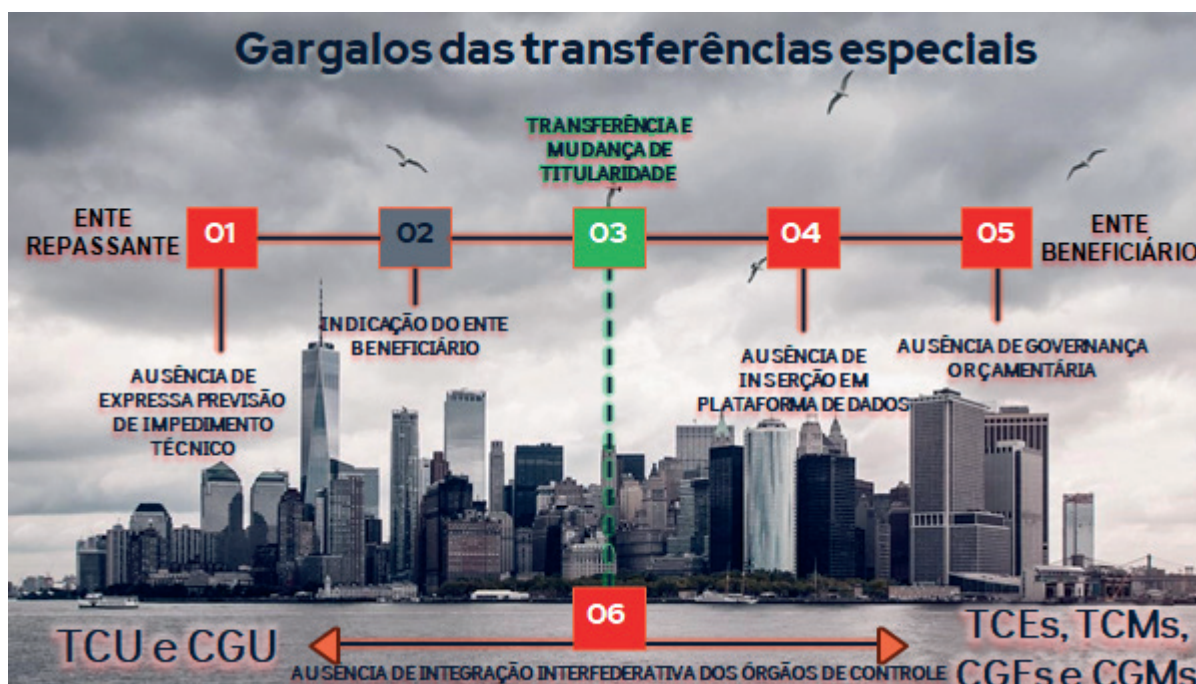 Gargalos das transferências especiais
TRANSFERÊNCIA E
MUDANÇA DE
TITULARIDADE
ENTE
REPASSANTE
01
02
03
04
05
ENTE
BENEFICIÁRIO
INDICAÇÃO DO ENTE
BENEFICIÁRIO
AUSÊNCIA DE
EXPRESSA PREVISÃO
DE IMPEDIMENTO
TÉCNICO
AUSÊNCIA DE
INSERÇÃO EM
PLATAFORMA DE DADOS
AUSÊNCIA DE GOVERNANÇA
ORÇAMENTÁRIA
06
TCU e CGU
AUSÊNCIA DE INTEGRAÇÃO INTERFEDERATIVA DOS ÓRGÃOS DE CONTROLE
TCEs, TCMs,
CGEs e CGMs